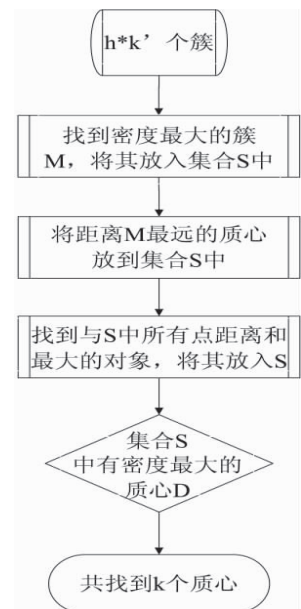 h*k’个簇
找到密度最大的簇
M，将其放入集合S中
将距离M最远的质心
放到集合S中
找到与S中所有点距离和
最大的对象，将其放入S
集合S
中有密度最大的
质心D
共找到k个质心